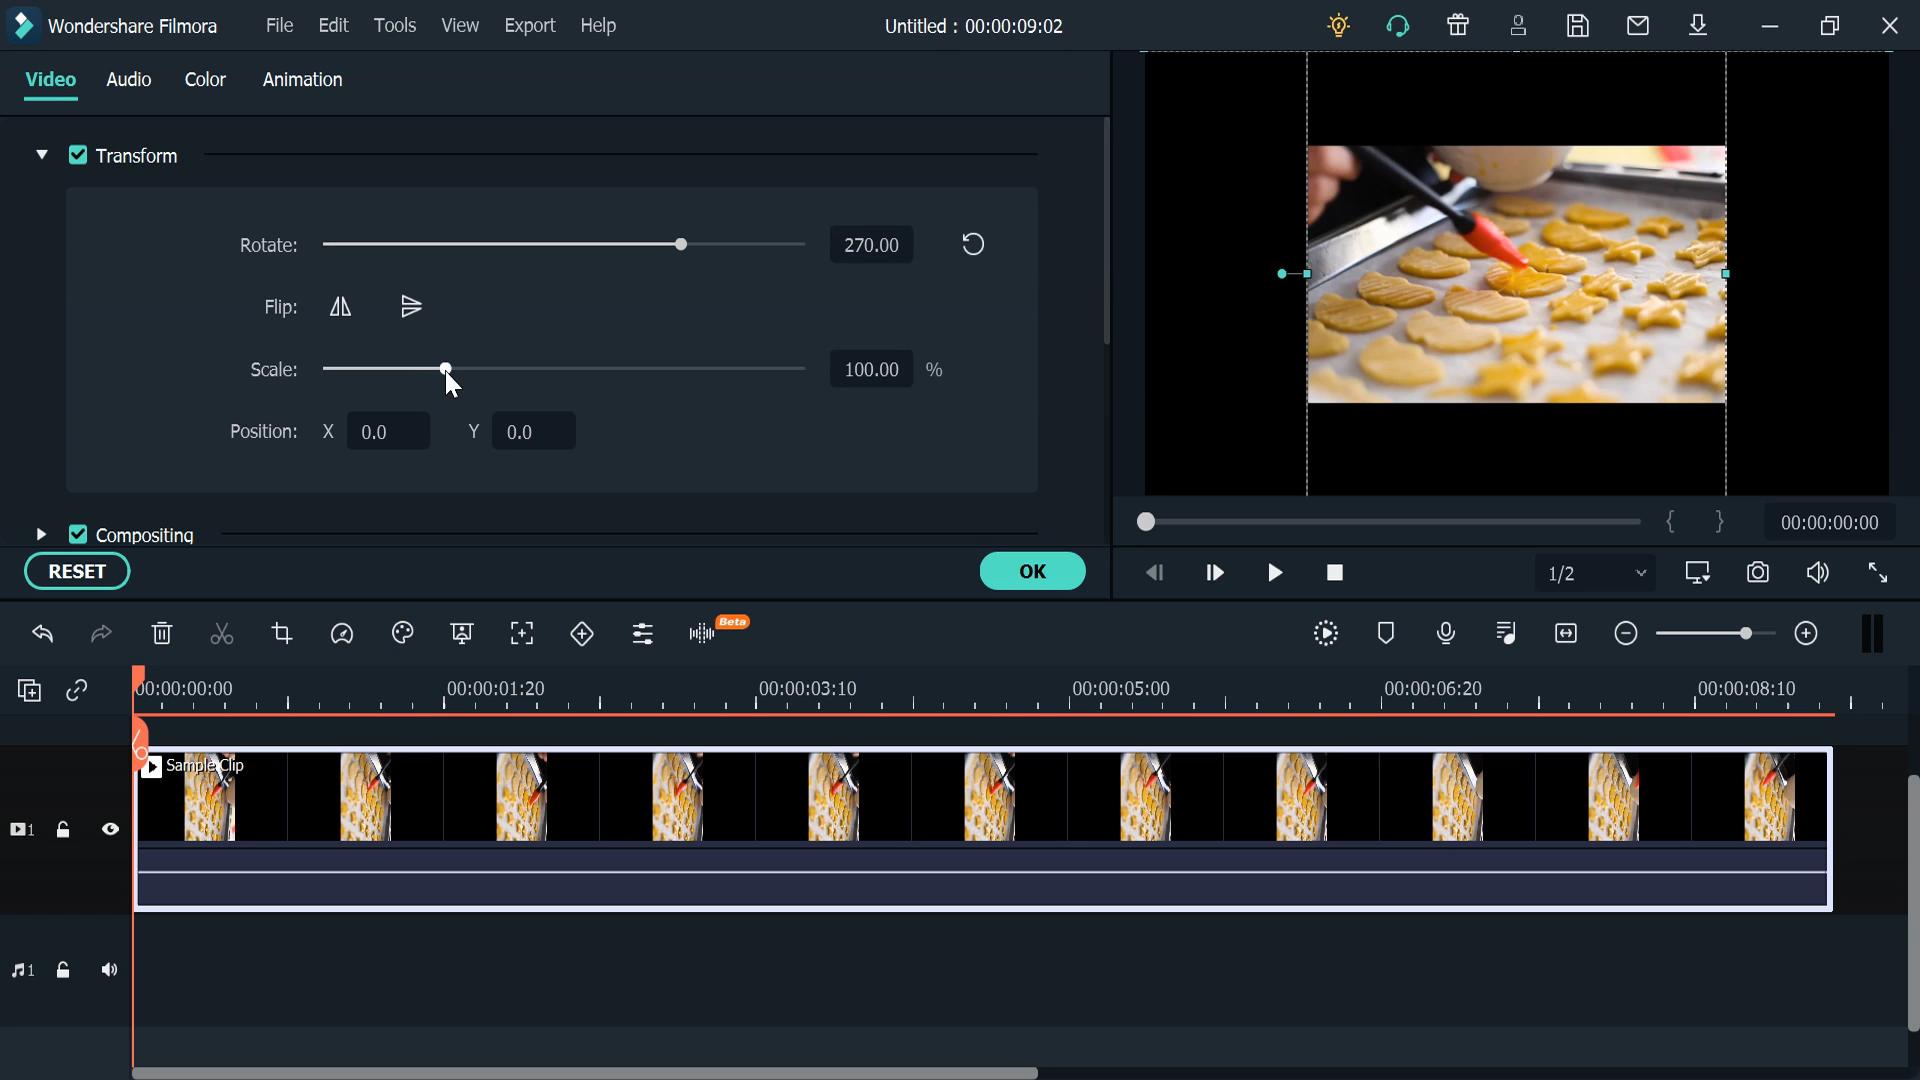 Wondershare Filmora File Edit Tools View Export Help Untitled : 00:00:09:02
Video Audio Color Animation
Transform
Rotate: 270.00
Flip:
Scale: 100.00 %
Position: X 0.0 Y 0.0
Compositing
RESET OK
{ } 00:00:00:00
1/2
Beta
00:00:00:00 00:00:01:20 00:00:03:10 00:00:05:00 00:00:06:20 00:00:08:10
Sample Clip
1
1